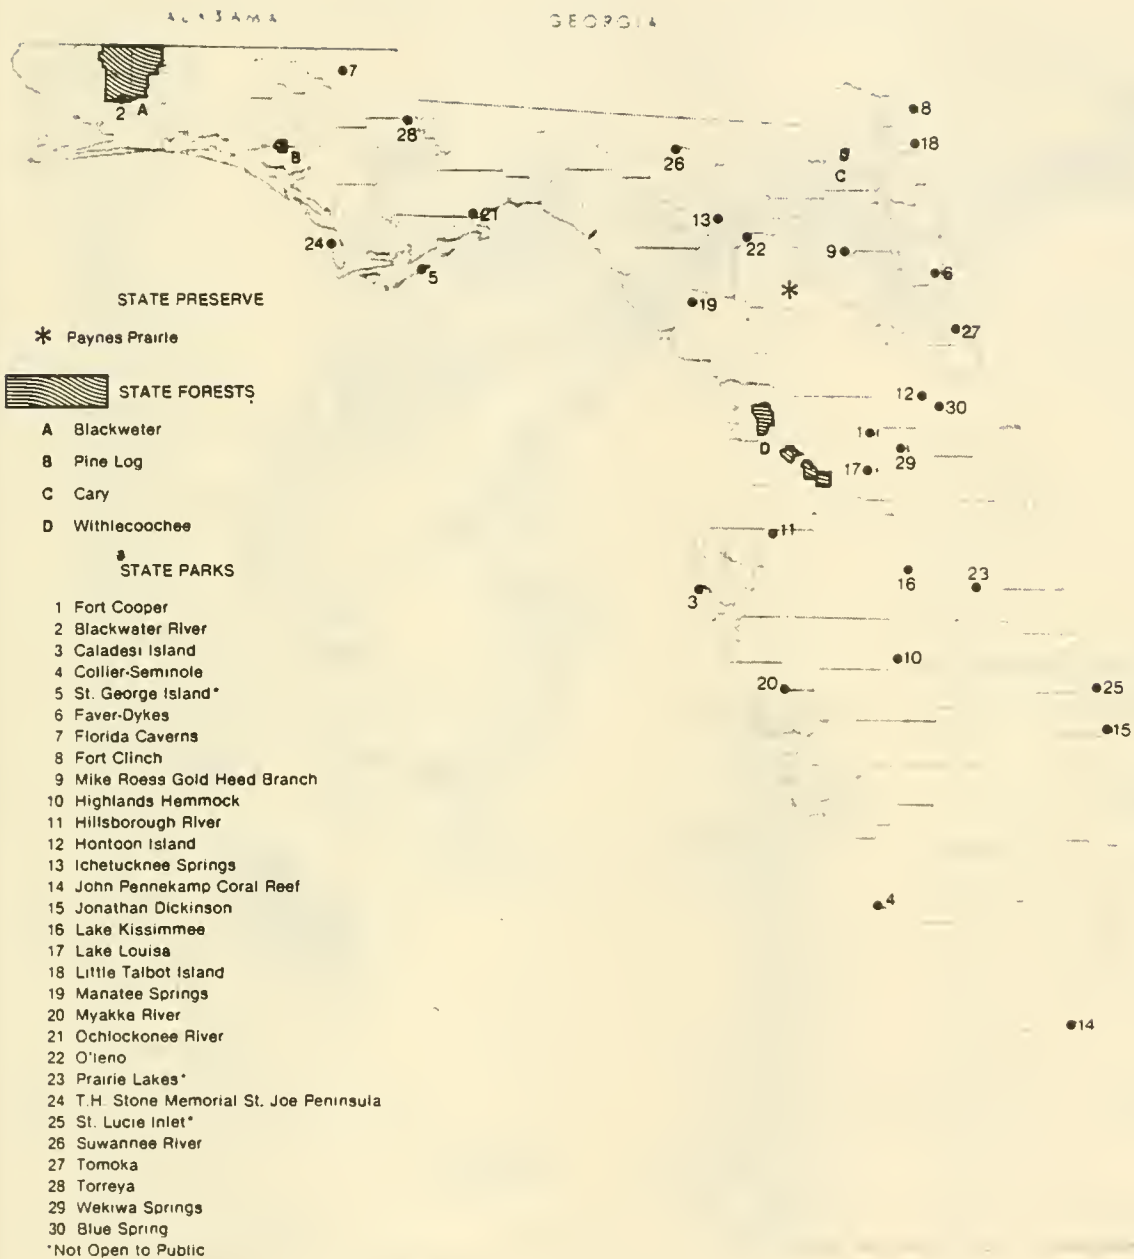 ALABAMA
GEORGIA
7
8
2 A
28
18
B
26
C
21
13
24
22
9
6
5
STATE PRESERVE
19
* Paynes Prairie
27
STATE FORESTS
12
30
A Blackweter
1
B Pine Log
D
29
17
C Cary
D Withlecoochee
11
STATE PARKS
16
23
3
1 Fort Cooper
2 Blackwater River
3 Caladesi Island
4 Collier-Seminole
10
5 St. George Island*
20
25
6 Faver-Dykes
7 Florida Caverns
15
8 Fort Clinch
9 Mike Roess Gold Heed Branch
10 Highlands Hemmock
11 Hillsborough River
12 Hontoon Island
13 Ichetucknee Springs
14 John Pennekamp Coral Reef
15 Jonathan Dickinson
4
16 Lake Kissimmee
17 Lake Louisa
18 Little Talbot Island
19 Manatee Springs
20 Myakke River
21 Ochlockonee River
14
22 O'leno
23 Prairie Lakes*
24 T.H. Stone Memorial St. Joe Peninsula
25 St. Lucie Inlet*
26 Suwannee River
27 Tomoka
28 Torreya
29 Wekiwa Springs
30 Blue Spring
*Not Open to Public